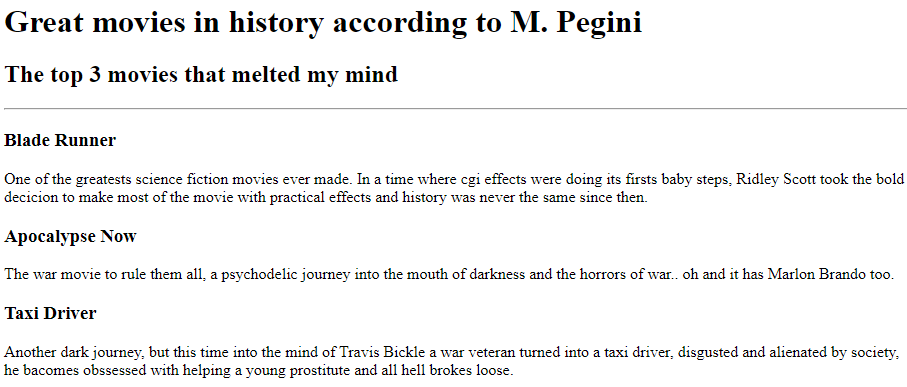 Great movies in history according to M. Pegini
The top 3 movies that melted my mind
Blade Runner
One of the greatests science fiction movies ever made. In a time where cgi effects were doing its firsts baby steps, Ridley Scott took the bold
decicion to make most of the movie with practical effects and history was never the same since then.
Apocalypse Now
The war movie to rule them all, a psychodelic journey into the mouth of darkness and the horrors of war.. oh and it has Marlon Brando too.
Taxi Driver
Another dark journey, but this time into the mind of Travis Bickle a war veteran turned into a taxi driver, disgusted and alienated by society,
he bacomes obssessed with helping a young prostitute and all hell brokes loose.